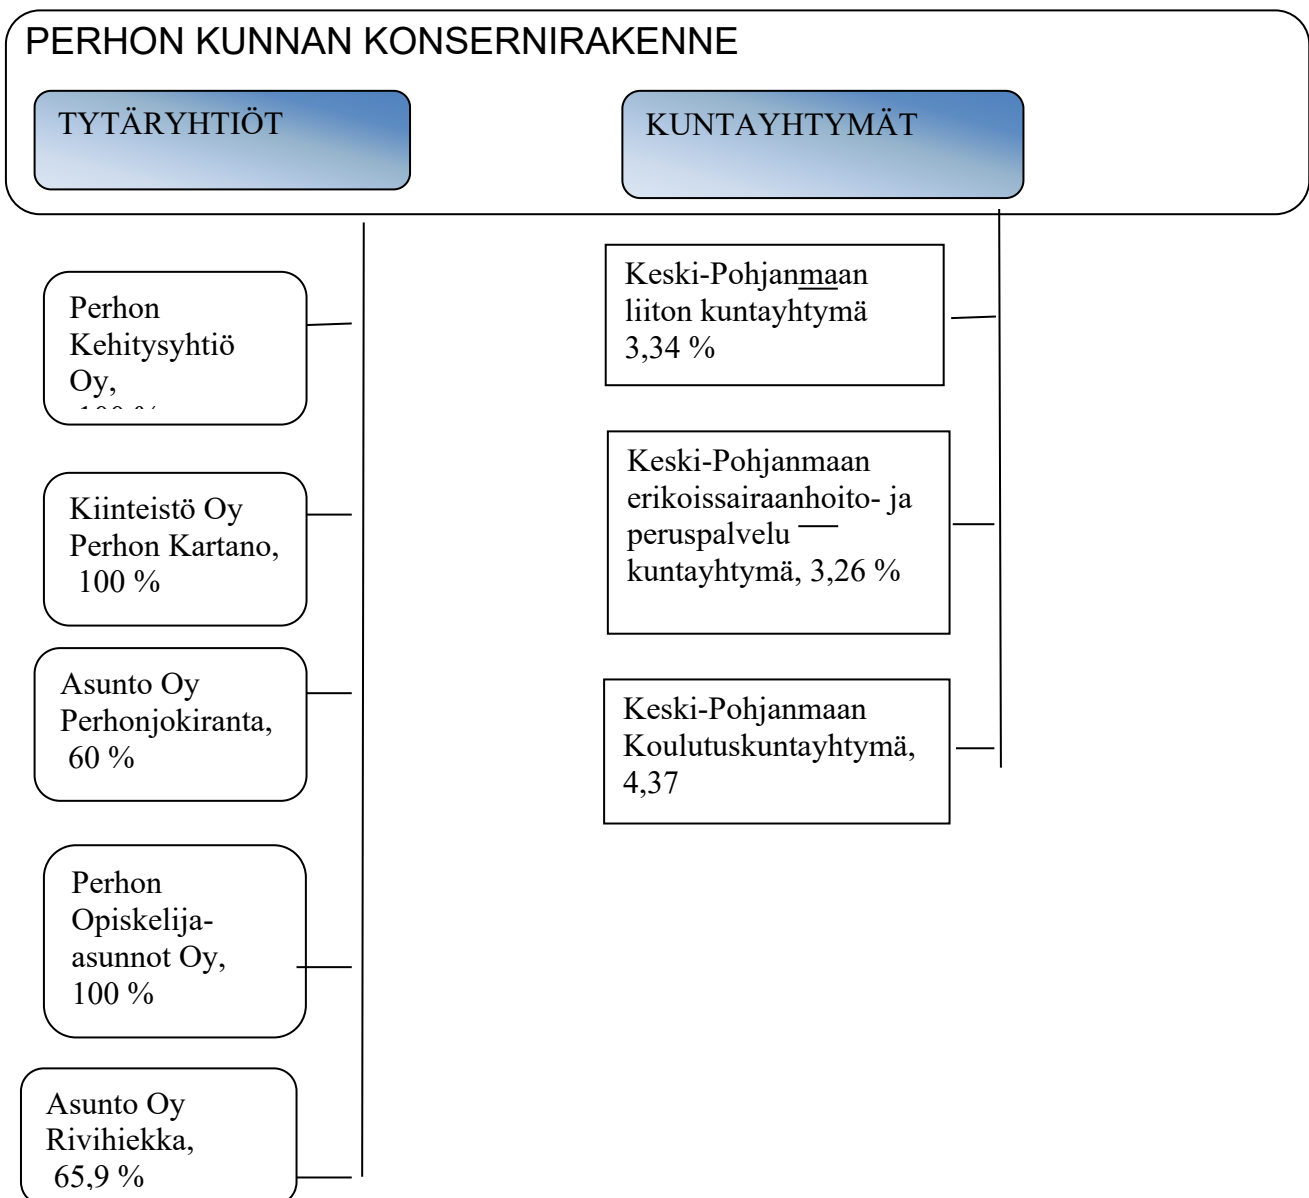 PERHON KUNNAN KONSERNIRAKENNE
TYTÄRYHTIÖT
Perhon
Kehitysyhtiö
Oy,
100 %
Kiinteistö Oy
Perhon Kartano,
100 %
Asunto Oy
Perhonjokiranta,
60 %
Perhon
Opiskelija-
asunnot Oy,
100 %
Asunto Oy
Rivihiekka,
65,9 %
KUNTAYHTYMÄT
Keski-Pohjanmaan
liiton kuntayhtymä
3,34 %
Keski-Pohjanmaan
erikoissairaanhoito- ja
peruspalvelu
kuntayhtymä, 3,26 %
Keski-Pohjanmaan
Koulutuskuntayhtymä,
4,37